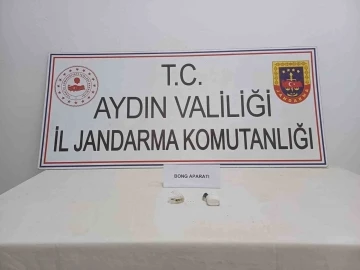 T.C.
AYDIN VALİLİĞİ
İL JANDARMA KOMUTANLIĞI
BONG APARATI